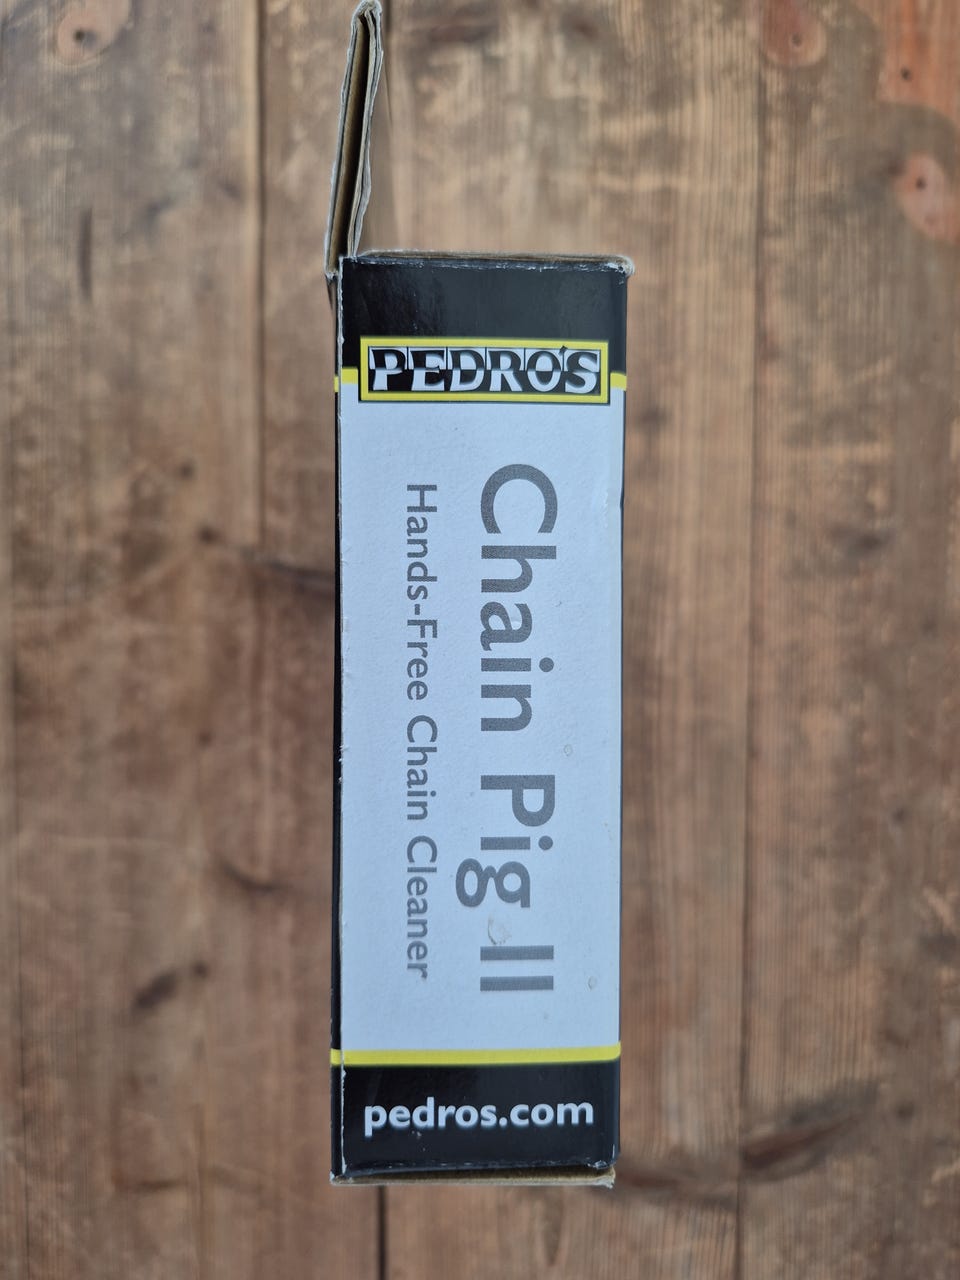 PEDRO'S
Chain Pig II
Hands-Free Chain Cleaner
pedros.com